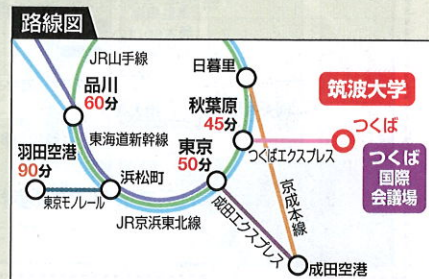 路線図
JR山手線
日暮里
品川
60分
秋葉原
45分
筑波大学
つくば
羽田空港
90分
東海道新幹線
東京
50分
つくばエクスプレス
つくば
国際
会議場
浜松町
東京モノレール
JR京浜東北線
成田エクスプレス
京成本線
成田空港